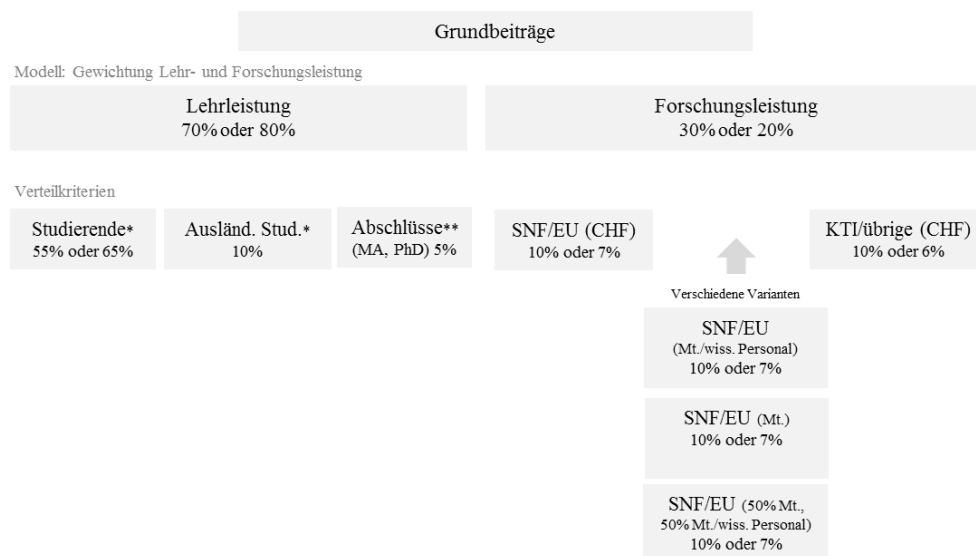 Grundbeiträge
Modell: Gewichtung Lehr- und Forschungsleistung
Lehrleistung
70% oder 80%
Forschungsleistung
30% oder 20%
Verteilkriterien
Studierende*
55% oder 65%
Ausländ. Stud.*
10%
Abschlüsse**
(MA, PhD) 5%
SNF/EU (CHF)
10% oder 7%
KTI/übrige (CHF)
10% oder 6%
Verschiedene Varianten
SNF/EU
(Mt./wiss. Personal)
10% oder 7%
SNF/EU (Mt.)
10% oder 7%
SNF/EU (50% Mt.,
50% Mt./wiss. Personal)
10% oder 7%